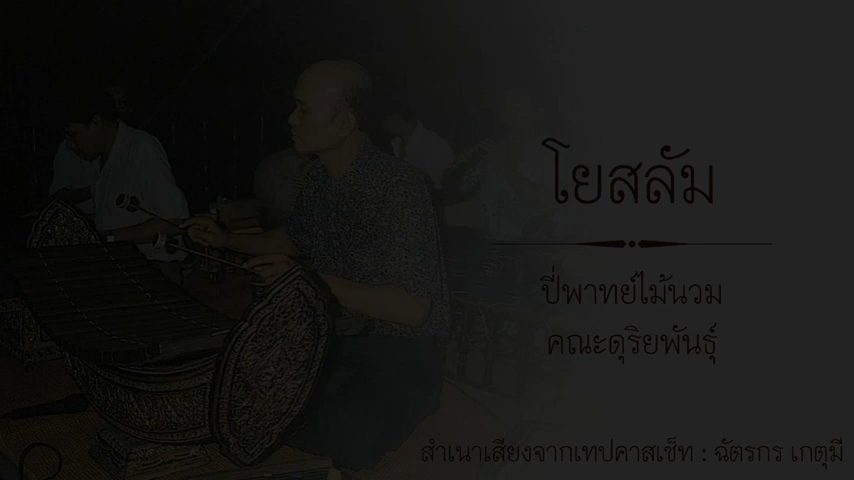 โยสลัม
ปี่พาทย์ไม้นวม
คณะดุริยพันธุ์
สำเนาเสียงจากเทปคาสเซ็ท : ฉัตรกร เกตุมี